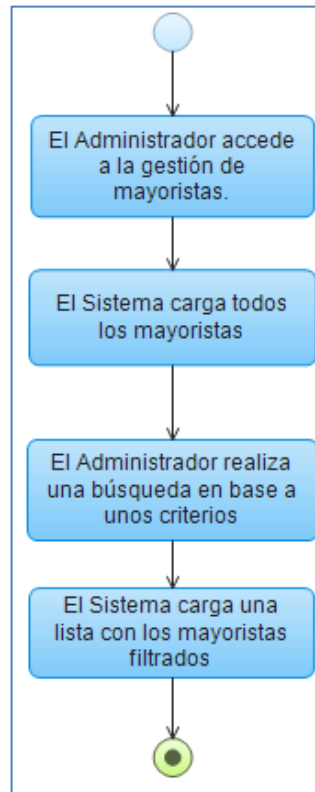 El Administrador accede
a la gestión de
mayoristas.
El Sistema carga todos
los mayoristas
El Administrador realiza
una búsqueda en base a
unos criterios
El Sistema carga una
lista con los mayoristas
filtrados